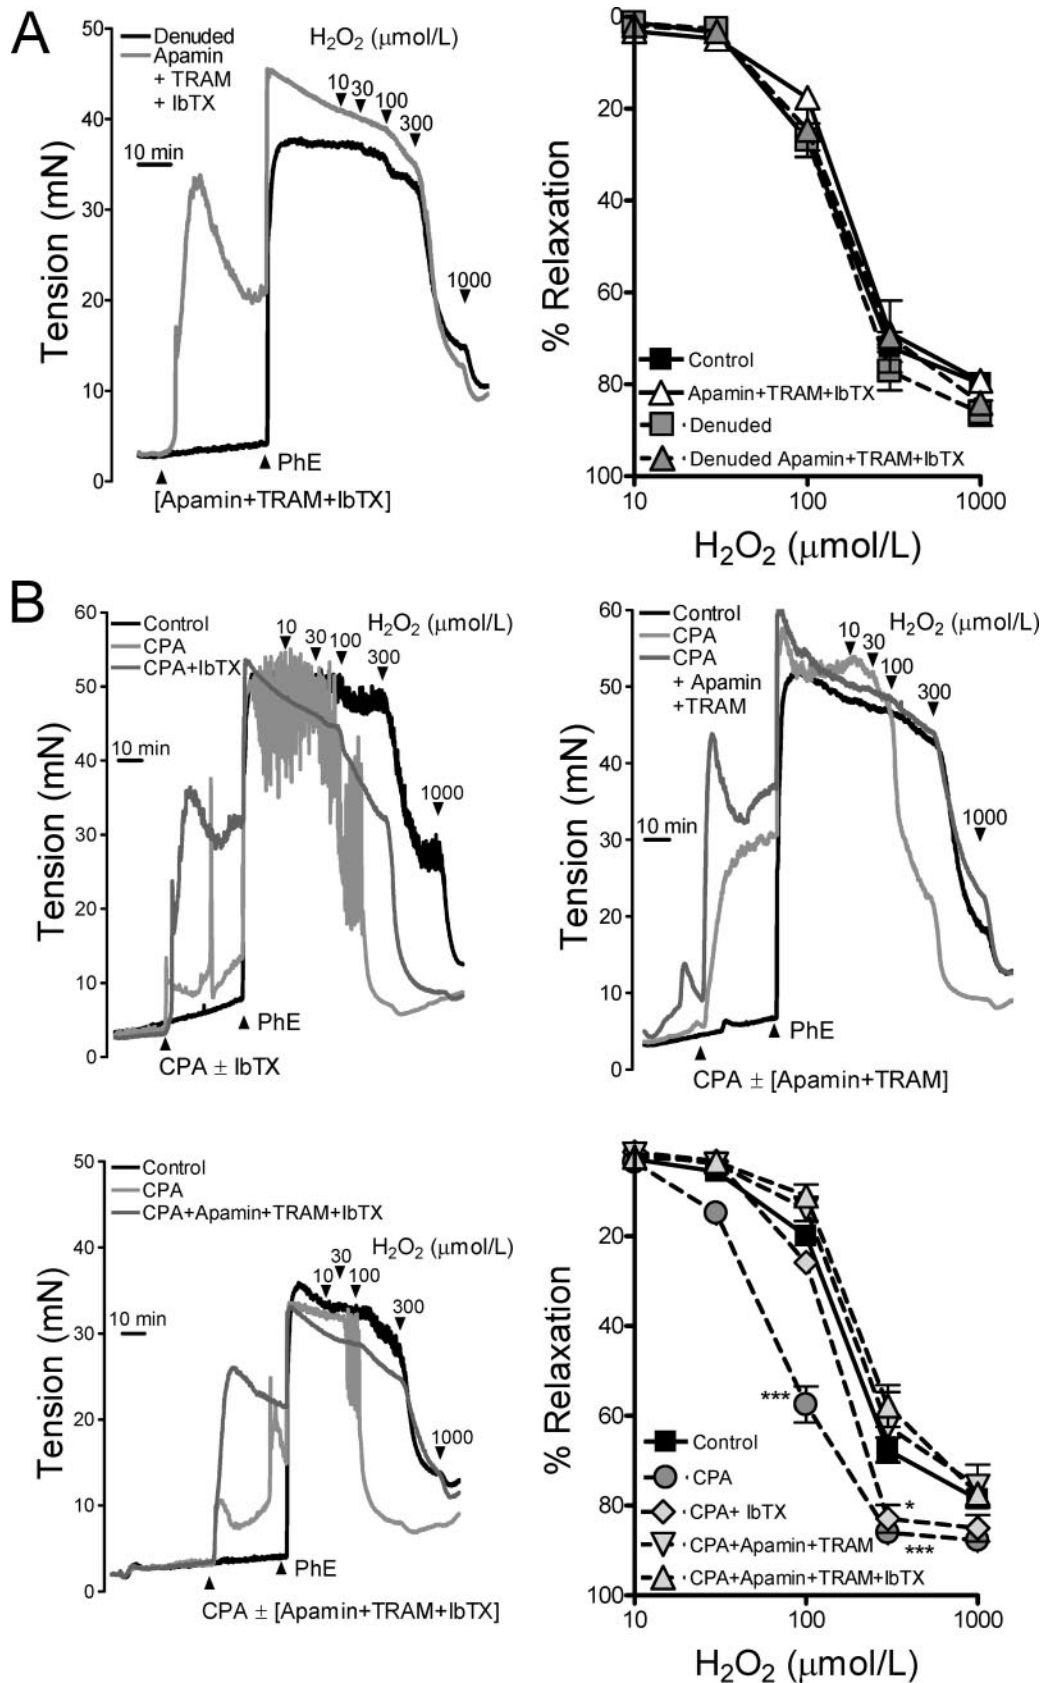 A
Tension (mN)
50
40
30
20
10
0
Denuded
Apamin
+ TRAM
+ IbTX
10 min
H₂O₂ (μmol/L)
10
30
100
300
1000
PhE
[Apamin+TRAM+IbTX]
% Relaxation
0
20
40
60
80
100
Control
Apamin+TRAM+IbTX
Denuded
Denuded Apamin+TRAM+IbTX
10
100
1000
H₂O₂ (μmol/L)
B
Tension (mN)
60
50
40
30
20
10
0
Control
CPA
CPA+IbTX
10 min
H₂O₂ (μmol/L)
10
30
100
300
1000
PhE
CPA ± IbTX
Tension (mN)
60
50
40
30
20
10
0
Control
CPA
CPA
+ Apamin
+TRAM
10 min
H₂O₂ (μmol/L)
10
30
100
300
1000
PhE
CPA ± [Apamin+TRAM]
Tension (mN)
50
40
30
20
10
0
Control
CPA
CPA+Apamin+TRAM+IbTX
10 min
H₂O₂ (μmol/L)
10
30
100
300
1000
PhE
CPA ± [Apamin+TRAM+IbTX]
% Relaxation
20
40
60
80
100
***
*
***
Control
CPA
CPA+ IbTX
CPA+Apamin+TRAM
CPA+Apamin+TRAM+IbTX
10
100
1000
H₂O₂ (μmol/L)